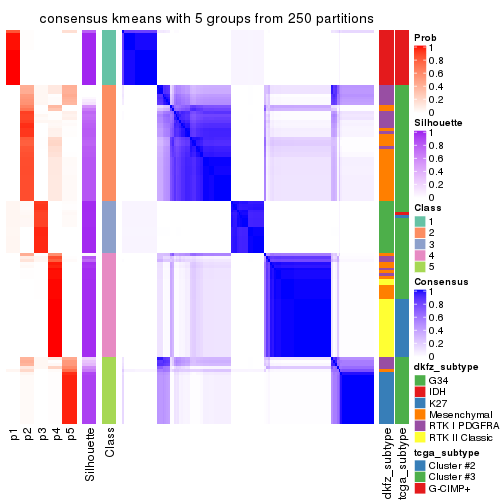 consensus kmeans with 5 groups from 250 partitions
p1
p2
p3
p4
p5
Silhouette
Class
dkfz_subtype
tcga_subtype
Prob
1
0.8
0.6
0.4
0.2
0
Silhouette
1
0.8
0.6
0.4
0.2
0
Class
1
2
3
4
5
Consensus
1
0.8
0.6
0.4
0.2
0
dkfz_subtype
G34
IDH
K27
Mesenchymal
RTK I PDGFRA
RTK II Classic
tcga_subtype
Cluster #2
Cluster #3
G-CIMP+